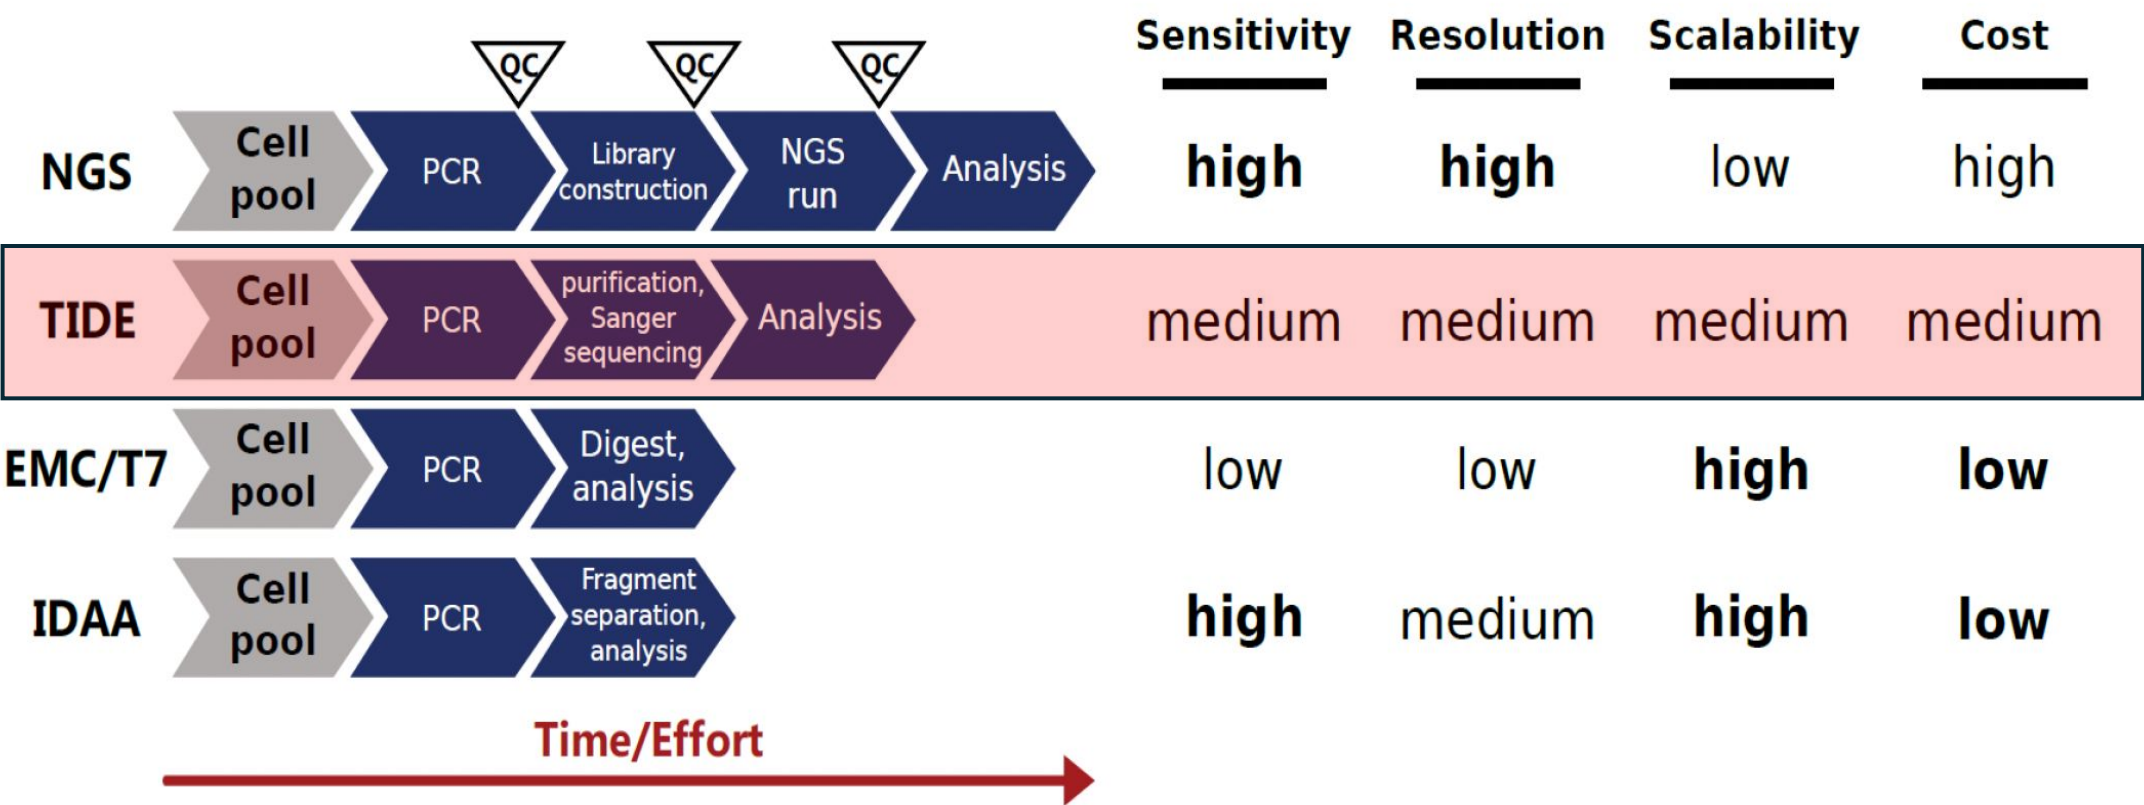 Sensitivity Resolution Scalability Cost
QC QC QC
NGS
Cell
pool
PCR
Library
construction
NGS
run
Analysis
high high low high
TIDE
Cell
pool
PCR
purification,
Sanger
sequencing
Analysis
medium medium medium medium
EMC/T7
Cell
pool
PCR
Digest,
analysis
low low high low
IDAA
Cell
pool
PCR
Fragment
separation,
analysis
high medium high low
Time/Effort